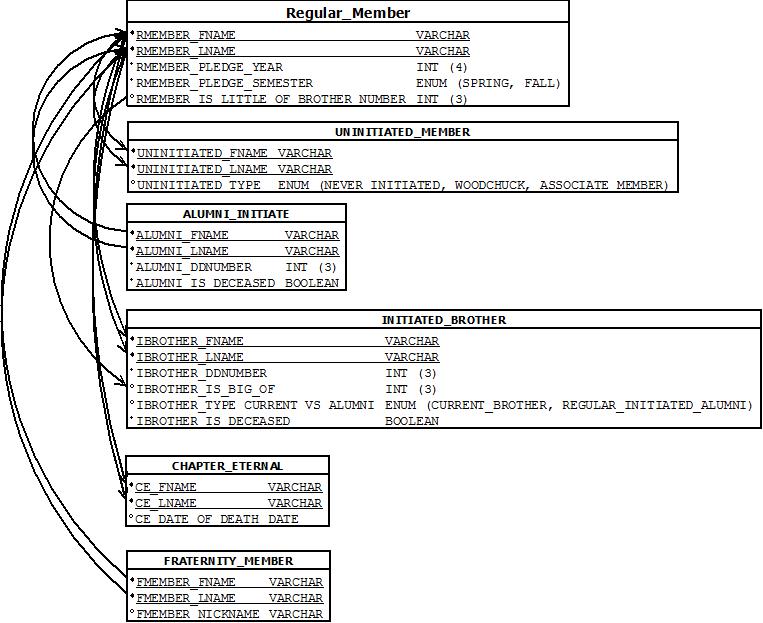 Regular_Member
*RMEMBER_FNAME VARCHAR
*RMEMBER_LNAME VARCHAR
*RMEMBER_PLEDGE_YEAR INT (4)
*RMEMBER_PLEDGE_SEMESTER ENUM (SPRING, FALL)
°RMEMBER_IS_LITTLE_OF_BROTHER_NUMBER INT (3)
UNINITIATED_MEMBER
*UNINITIATED_FNAME VARCHAR
*UNINITIATED_LNAME VARCHAR
°UNINITIATED_TYPE ENUM (NEVER_INITIATED, WOODCHUCK, ASSOCIATE_MEMBER)
ALUMNI_INITIATE
*ALUMNI_FNAME VARCHAR
*ALUMNI_LNAME VARCHAR
*ALUMNI_DDNUMBER INT (3)
*ALUMNI_IS_DECEASED BOOLEAN
INITIATED_BROTHER
*IBROTHER_FNAME VARCHAR
*IBROTHER_LNAME VARCHAR
*IBROTHER_DDNUMBER INT (3)
°IBROTHER_IS_BIG_OF INT (3)
°IBROTHER_TYPE_CURRENT_VS_ALUMNI ENUM (CURRENT_BROTHER, REGULAR_INITIATED_ALUMNI)
*IBROTHER_IS_DECEASED BOOLEAN
CHAPTER_ETERNAL
*CE_FNAME VARCHAR
*CE_LNAME VARCHAR
°CE_DATE_OF_DEATH DATE
FRATERNITY_MEMBER
*FMEMBER_FNAME VARCHAR
*FMEMBER_LNAME VARCHAR
°FMEMBER_NICKNAME VARCHAR